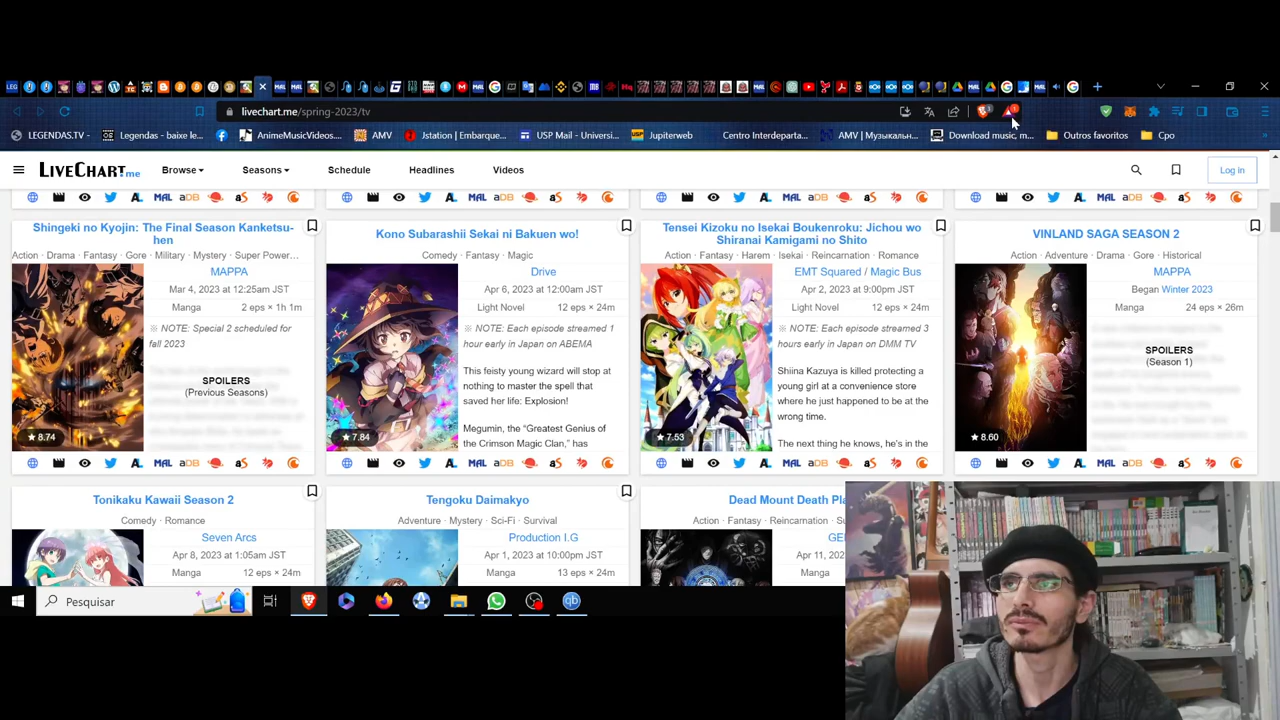 livechart.me/spring-2023/tv
LEGENDAS.TV -
Legendas - baixe le...
AnimeMusicVideos....
AMV
Jstation | Embarque...
USP Mail - Universi...
Jupiterweb
Centro Interdeparta...
AMV | Музыкальн...
Download music, m...
Outros favoritos
Cpo
LIVECHART.me
Browse
Seasons
Schedule
Headlines
Videos
Log in
Shingeki no Kyojin: The Final Season Kanketsu-
hen
Action · Drama · Fantasy · Gore · Military · Mystery · Super Power...
MAPPA
Mar 4, 2023 at 12:25am JST
Manga 2 eps × 1h 1m
※ NOTE: Special 2 scheduled for
fall 2023
SPOILERS
(Previous Seasons)
8.74
Kono Subarashii Sekai ni Bakuen wo!
Comedy · Fantasy · Magic
Drive
Apr 6, 2023 at 12:00am JST
Light Novel 12 eps × 24m
※ NOTE: Each episode streamed 1
hour early in Japan on ABEMA
This feisty young wizard will stop at
nothing to master the spell that
saved her life: Explosion!
Megumin, the “Greatest Genius of
the Crimson Magic Clan,” has
7.84
Tensei Kizoku no Isekai Boukenroku: Jichou wo
Shiranai Kamigami no Shito
Action · Fantasy · Harem · Isekai · Reincarnation · Romance
EMT Squared / Magic Bus
Apr 2, 2023 at 9:00pm JST
Light Novel 12 eps × 24m
※ NOTE: Each episode streamed 3
hours early in Japan on DMM TV
Shiina Kazuya is killed protecting a
young girl at a convenience store
where he just happened to be at the
wrong time.
The next thing he knows, he's in the
7.53
VINLAND SAGA SEASON 2
Action · Adventure · Drama · Gore · Historical
MAPPA
Began Winter 2023
Manga 24 eps × 26m
SPOILERS
(Season 1)
8.60
Tonikaku Kawaii Season 2
Comedy · Romance
Seven Arcs
Apr 8, 2023 at 1:05am JST
Manga 12 eps × 24m
Tengoku Daimakyo
Adventure · Mystery · Sci-Fi · Survival
Production I.G
Apr 1, 2023 at 10:00pm JST
Manga 13 eps × 24m
Dead Mount Death Pla
Action · Fantasy · Reincarnation · Su
GE
Apr 11, 202
Manga
Pesquisar